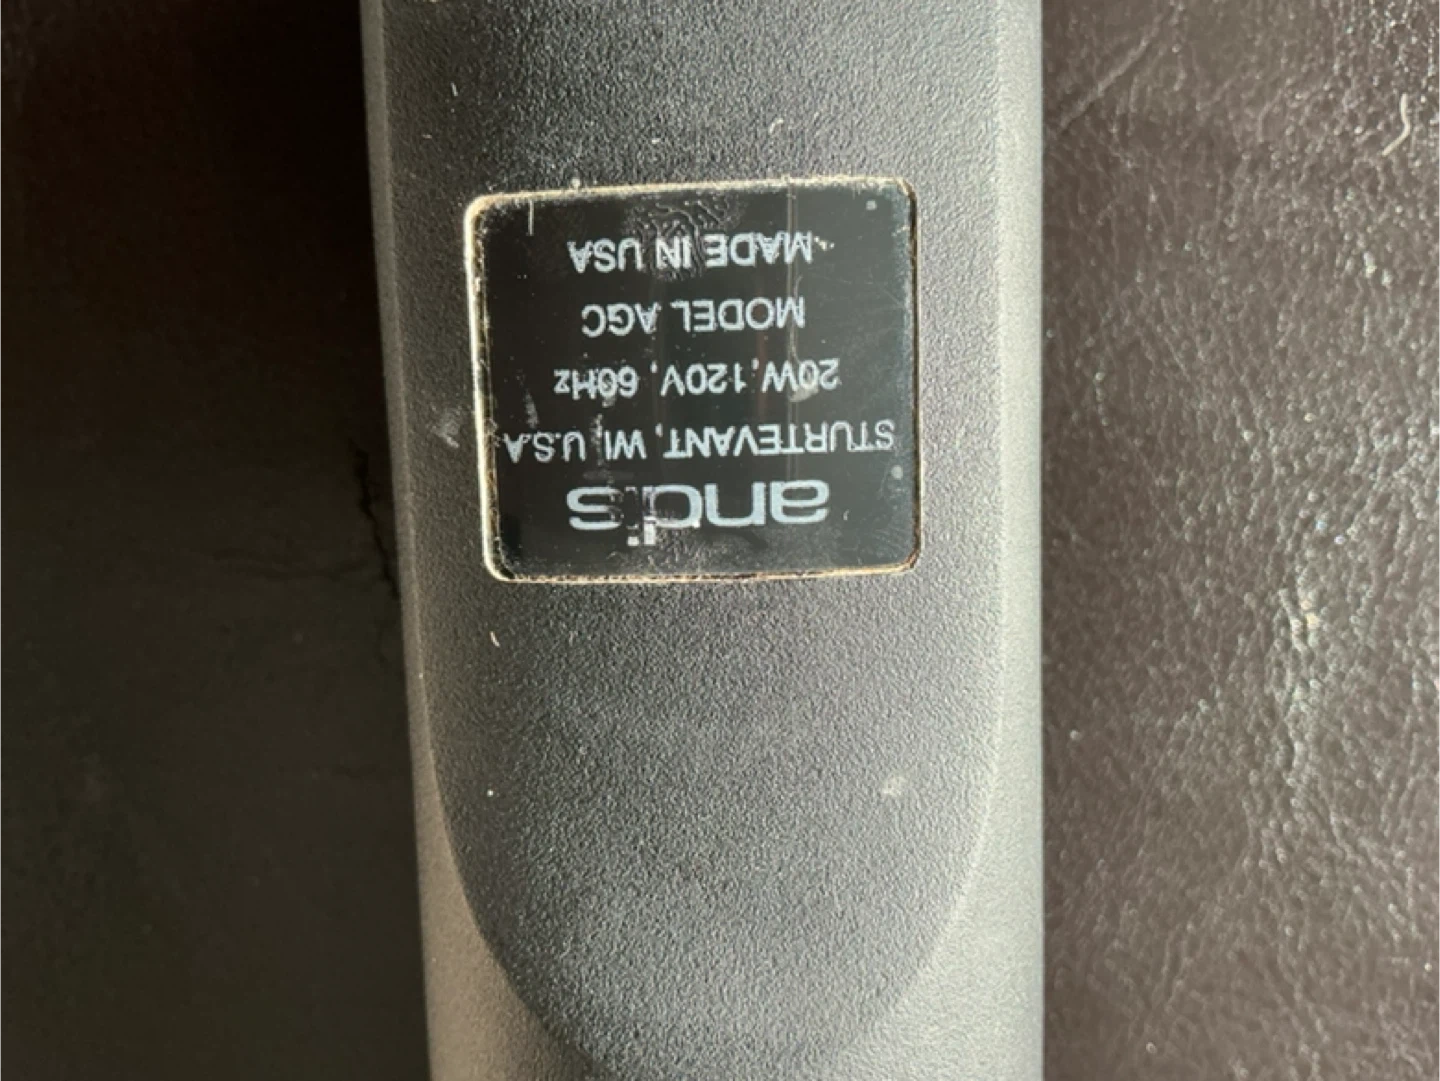 andis
STURTEVANT, WI, U.S.A
20W, 120V, 60Hz
MODEL AGC
MADE IN USA